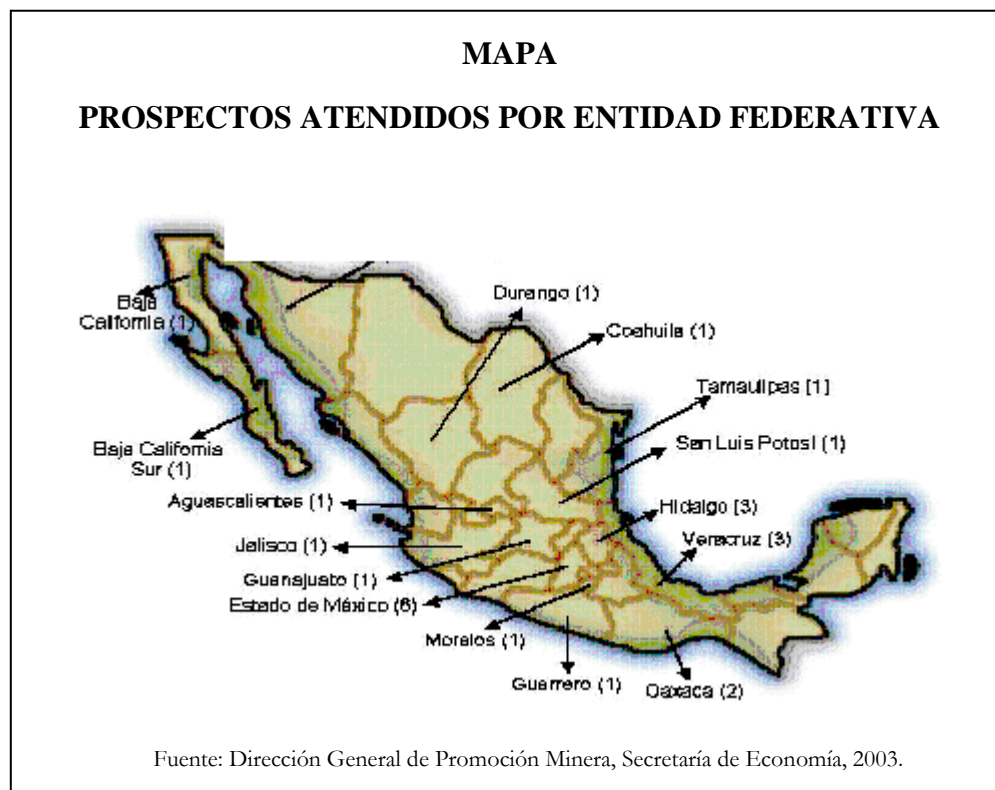 MAPA
PROSPECTOS ATENDIDOS POR ENTIDAD FEDERATIVA
Durango (1)
Baja
California (1)
Coahuila (1)
Tamaulipas [1]
San Luis Potosí (1)
Baja California
Sur (1)
Aguascalientes (1)
Hidalgo (3)
Veracruz (3)
Jalisco (1)
Guanajuato (1)
Estado de México (6)
Morelos (1)
Guerrero (1)
Oaxaca (2)
Fuente: Dirección General de Promoción Minera, Secretaría de Economía, 2003.